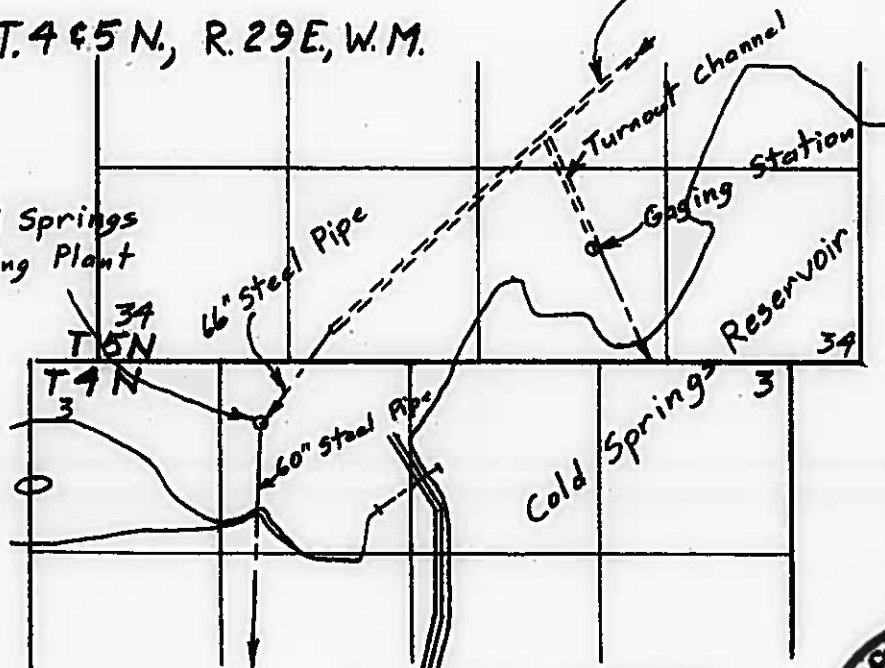 T. 4 & 5 N., R. 29 E., W. M.
Turnout Channel
Gaging Station
Springs
Plant
66" Steel Pipe
34
T 5 N
T 4 N
3
60" Steel Pipe
Cold Springs Reservoir
34
3